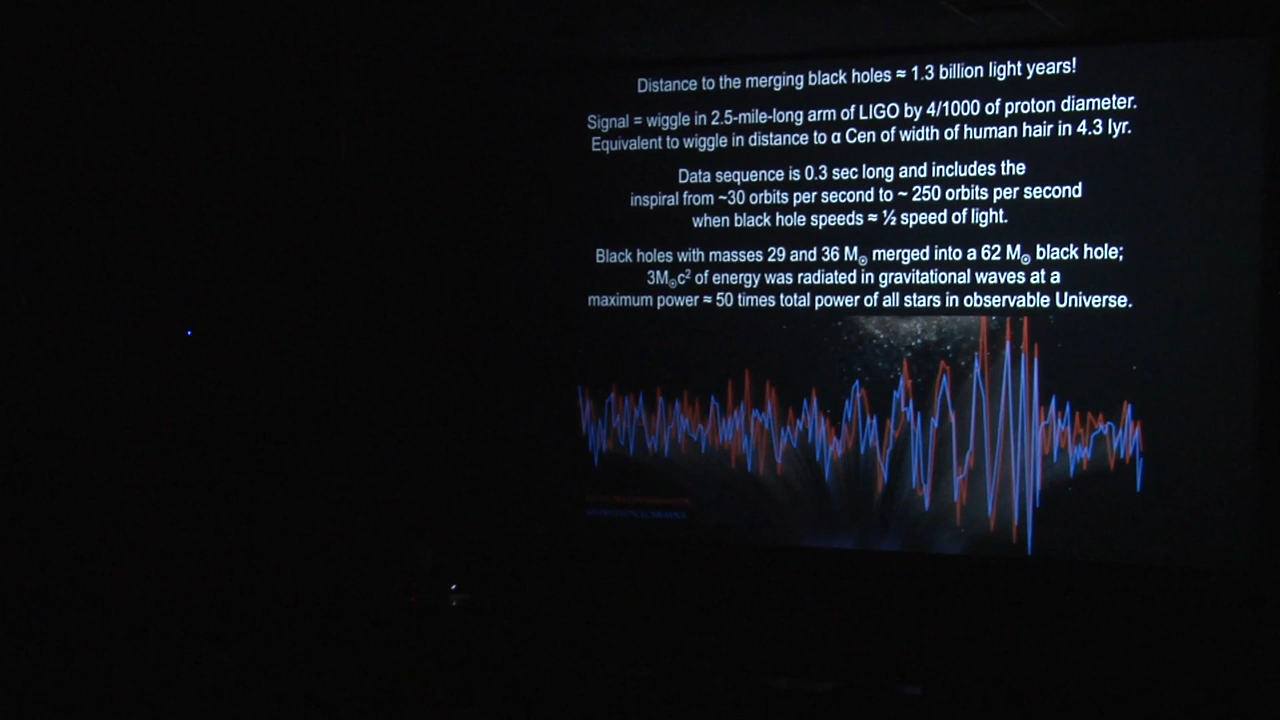 Distance to the merging black holes ≈ 1.3 billion light years!
Signal = wiggle in 2.5-mile-long arm of LIGO by 4/1000 of proton diameter.
Equivalent to wiggle in distance to α Cen of width of human hair in 4.3 lyr.
Data sequence is 0.3 sec long and includes the
inspiral from ~30 orbits per second to ~ 250 orbits per second
when black hole speeds ≈ ½ speed of light.
Black holes with masses 29 and 36 M☉ merged into a 62 M☉ black hole;
3M☉c² of energy was radiated in gravitational waves at a
maximum power ≈ 50 times total power of all stars in observable Universe.